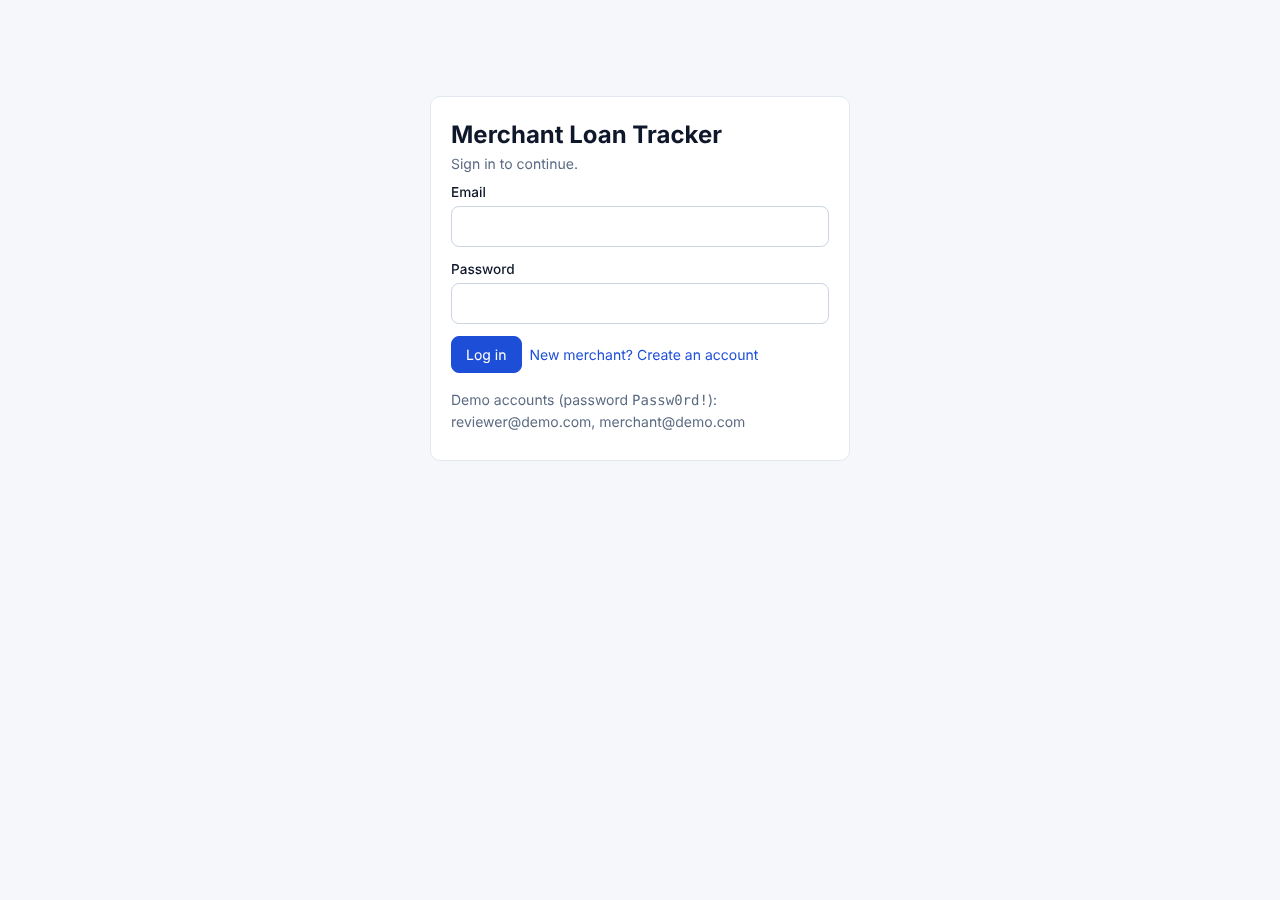 Merchant Loan Tracker
Sign in to continue.
Email
Password
Log in New merchant? Create an account
Demo accounts (password Passw0rd!):
reviewer@demo.com, merchant@demo.com